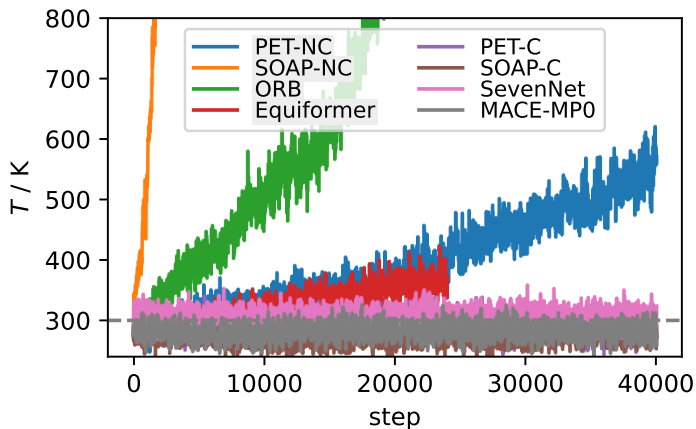 800
700
600
500
400
300
T / K
PET-NC
SOAP-NC
ORB
Equiformer
PET-C
SOAP-C
SevenNet
MACE-MP0
0 10000 20000 30000 40000
step